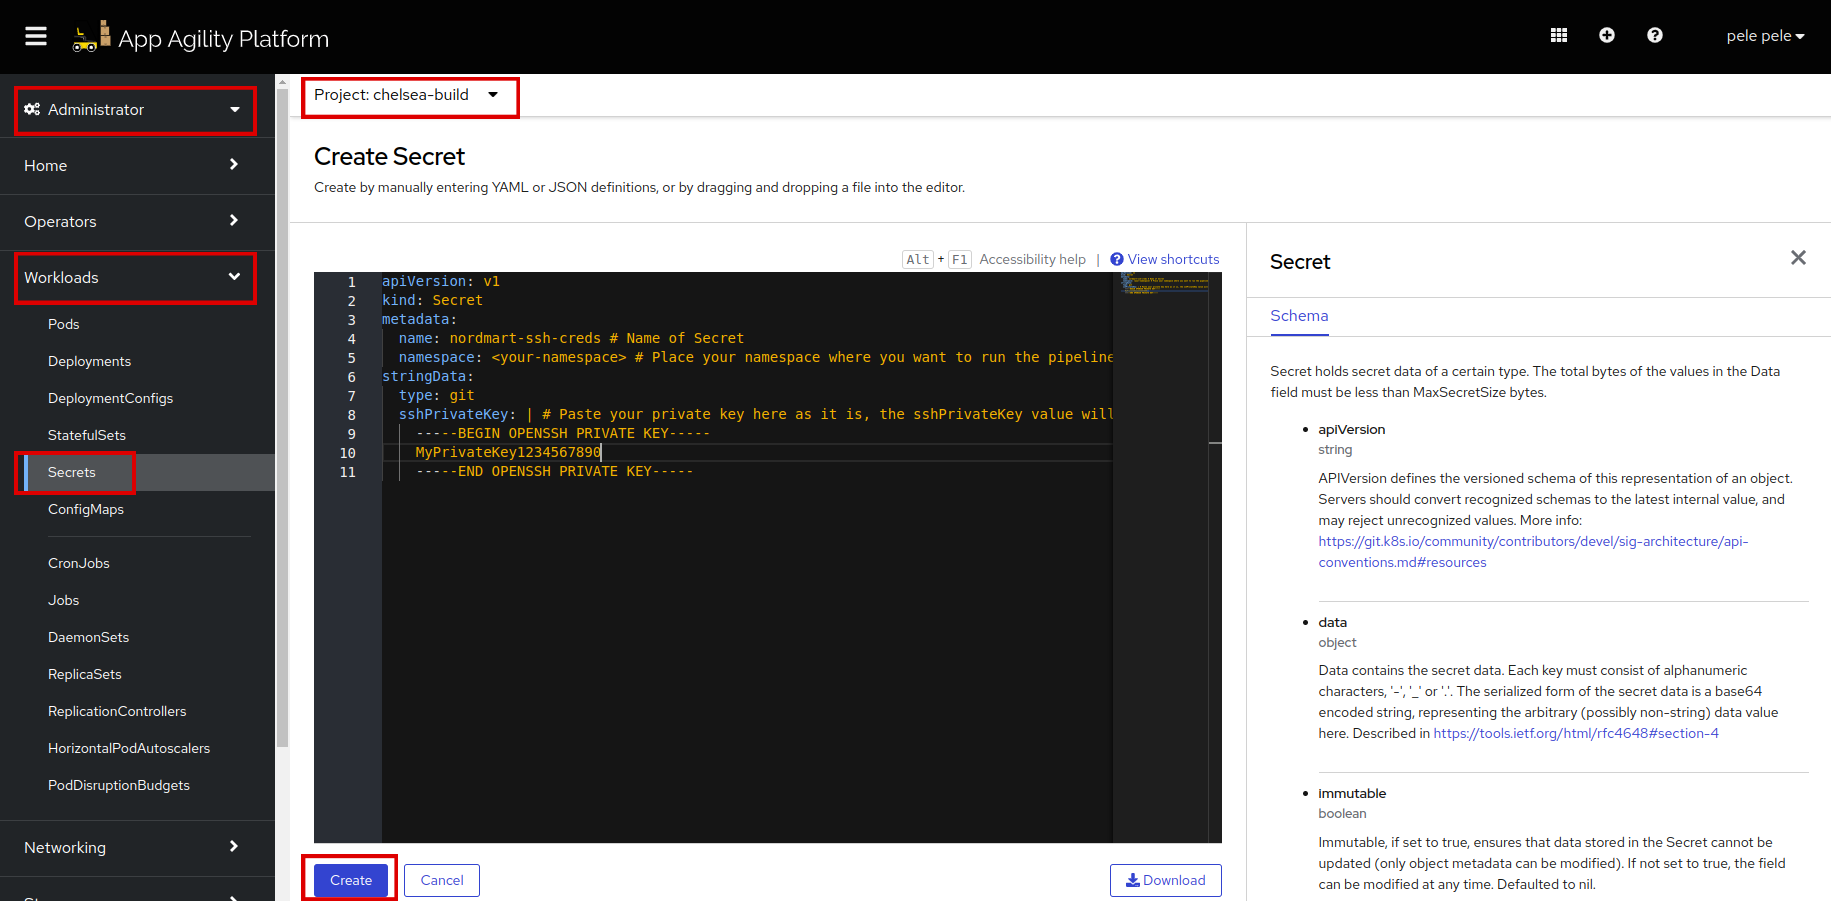 App Agility Platform
pele pele
Administrator
Home
Operators
Workloads
Pods
Deployments
DeploymentConfigs
StatefulSets
Secrets
ConfigMaps
CronJobs
Jobs
DaemonSets
ReplicaSets
ReplicationControllers
HorizontalPodAutoscalers
PodDisruptionBudgets
Networking
Project: chelsea-build
Create Secret
Create by manually entering YAML or JSON definitions, or by dragging and dropping a file into the editor.
Alt + F1 Accessibility help | View shortcuts
1 apiVersion: v1
2 kind: Secret
3 metadata:
4 name: nordmart-ssh-creds # Name of Secret
5 namespace: <your-namespace> # Place your namespace where you want to run the pipeline
6 stringData:
7 type: git
8 sshPrivateKey: | # Paste your private key here as it is, the sshPrivateKey value will
9 -----BEGIN OPENSSH PRIVATE KEY-----
10 MyPrivateKey1234567890
11 -----END OPENSSH PRIVATE KEY-----
Create
Cancel
Download
Secret
Schema
Secret holds secret data of a certain type. The total bytes of the values in the Data
field must be less than MaxSecretSize bytes.
• apiVersion
string
APIVersion defines the versioned schema of this representation of an object.
Servers should convert recognized schemas to the latest internal value, and
may reject unrecognized values. More info:
https://git.k8s.io/community/contributors/devel/sig-architecture/api-
conventions.md#resources
• data
object
Data contains the secret data. Each key must consist of alphanumeric
characters, '-', '_' or '.'. The serialized form of the secret data is a base64
encoded string, representing the arbitrary (possibly non-string) data value
here. Described in https://tools.ietf.org/html/rfc4648#section-4
• immutable
boolean
Immutable, if set to true, ensures that data stored in the Secret cannot be
updated (only object metadata can be modified). If not set to true, the field
can be modified at any time. Defaulted to nil.